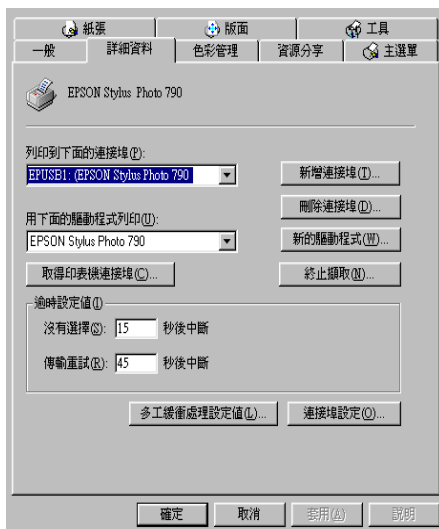 紙張 版面 工具
一般 詳細資料 色彩管理 資源分享 主選單
EPSON Stylus Photo 790
列印到下面的連接埠(P):
EPUSB1: (EPSON Stylus Photo 790
新增連接埠(T)...
刪除連接埠(D)...
用下面的驅動程式列印(U):
EPSON Stylus Photo 790
新的驅動程式(W)...
取得印表機連接埠(C)...
終止擷取(N)...
逾時設定值(I)
沒有選擇(S): 15 秒後中斷
傳輸重試(R): 45 秒後中斷
多工緩衝處理設定值(L)...
連接埠設定(O)...
確定 取消 套用(A) 說明